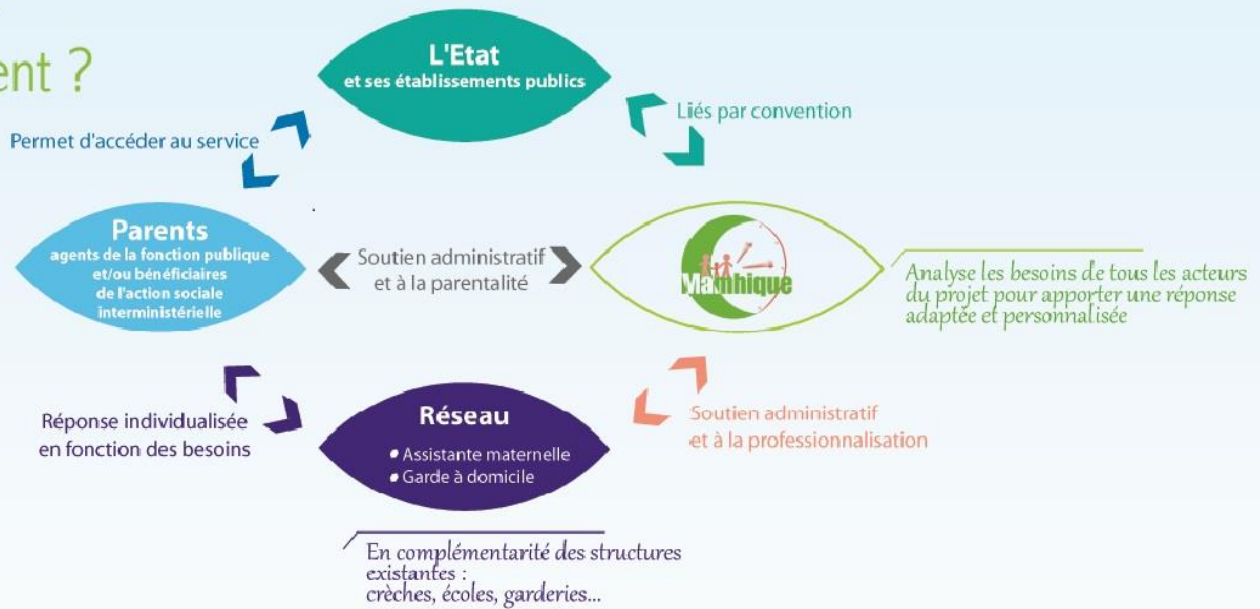 ent ?
L'Etat
et ses établissements publics
Permet d'accéder au service
Liés par convention
Parents
agents de la fonction publique
et/ou bénéficiaires
de l'action sociale
interministérielle
Soutien administratif
et à la parentalité
Mamhique
Analyse les besoins de tous les acteurs
du projet pour apporter une réponse
adaptée et personnalisée
Réponse individualisée
en fonction des besoins
Réseau
• Assistante maternelle
• Garde à domicile
Soutien administratif
et à la professionnalisation
En complémentarité des structures
existantes :
crèches, écoles, garderies...